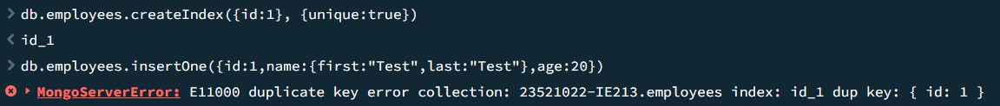 > db.employees.createIndex({id:1}, {unique:true})
< id_1
> db.employees.insertOne({id:1,name:{first:"Test",last:"Test"},age:20})
MongoServerError: E11000 duplicate key error collection: 23521022-IE213.employees index: id_1 dup key: { id: 1 }